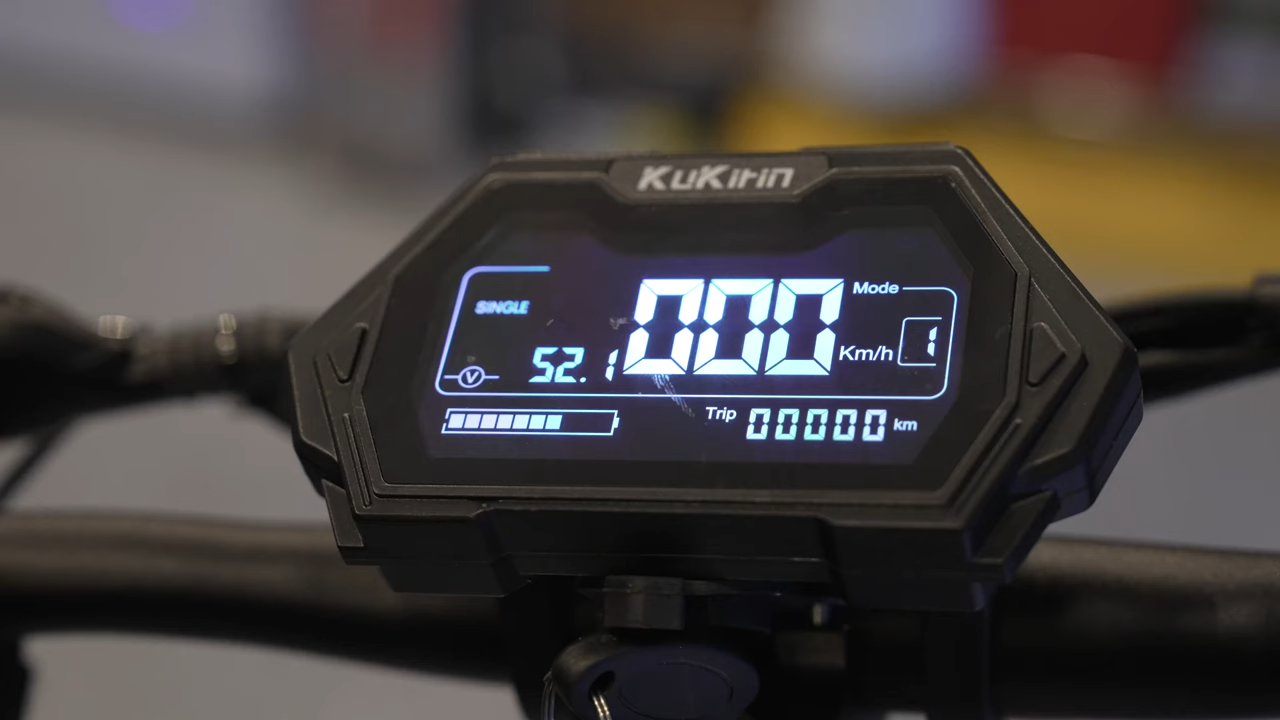 KuKirin
SINGLE
000
Mode
52.1
Km/h
1
V
Trip
00000
km